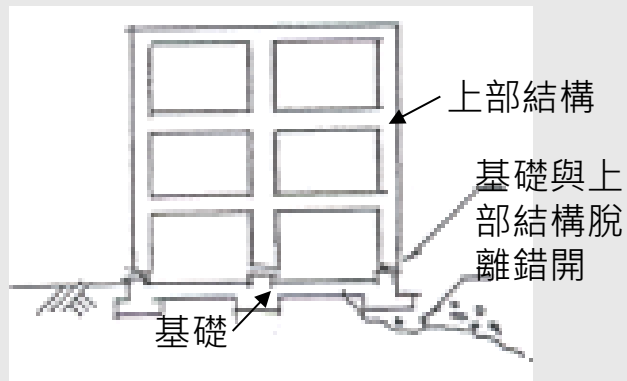 上部結構
基礎與上
部結構脫
離錯開
基礎